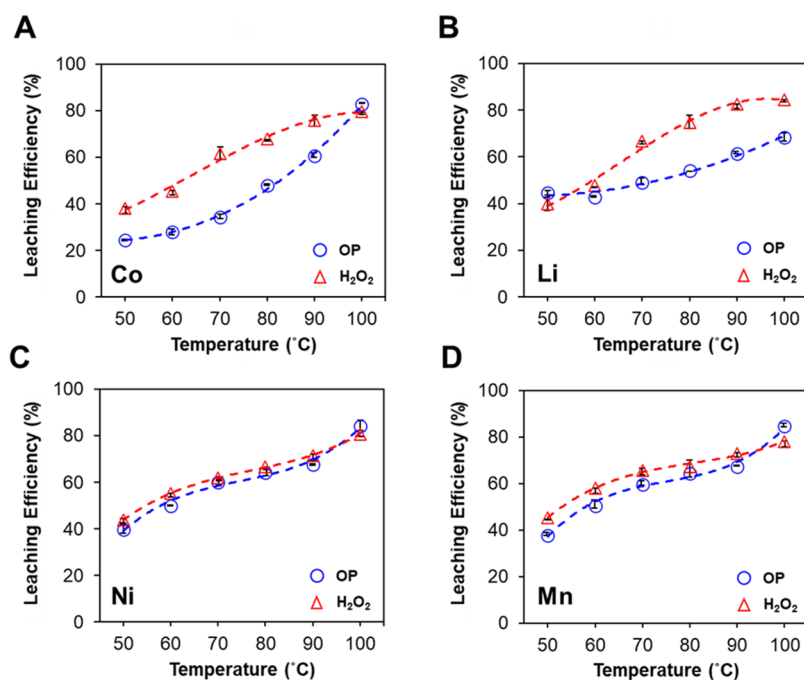 A
Leaching Efficiency (%)
100
80
60
40
20
0
Co
OP
H₂O₂
50 60 70 80 90 100
Temperature (˚C)
B
Leaching Efficiency (%)
100
80
60
40
20
0
Li
OP
H₂O₂
50 60 70 80 90 100
Temperature (˚C)
C
Leaching Efficiency (%)
100
80
60
40
20
0
Ni
OP
H₂O₂
50 60 70 80 90 100
Temperature (˚C)
D
Leaching Efficiency (%)
100
80
60
40
20
0
Mn
OP
H₂O₂
50 60 70 80 90 100
Temperature (˚C)